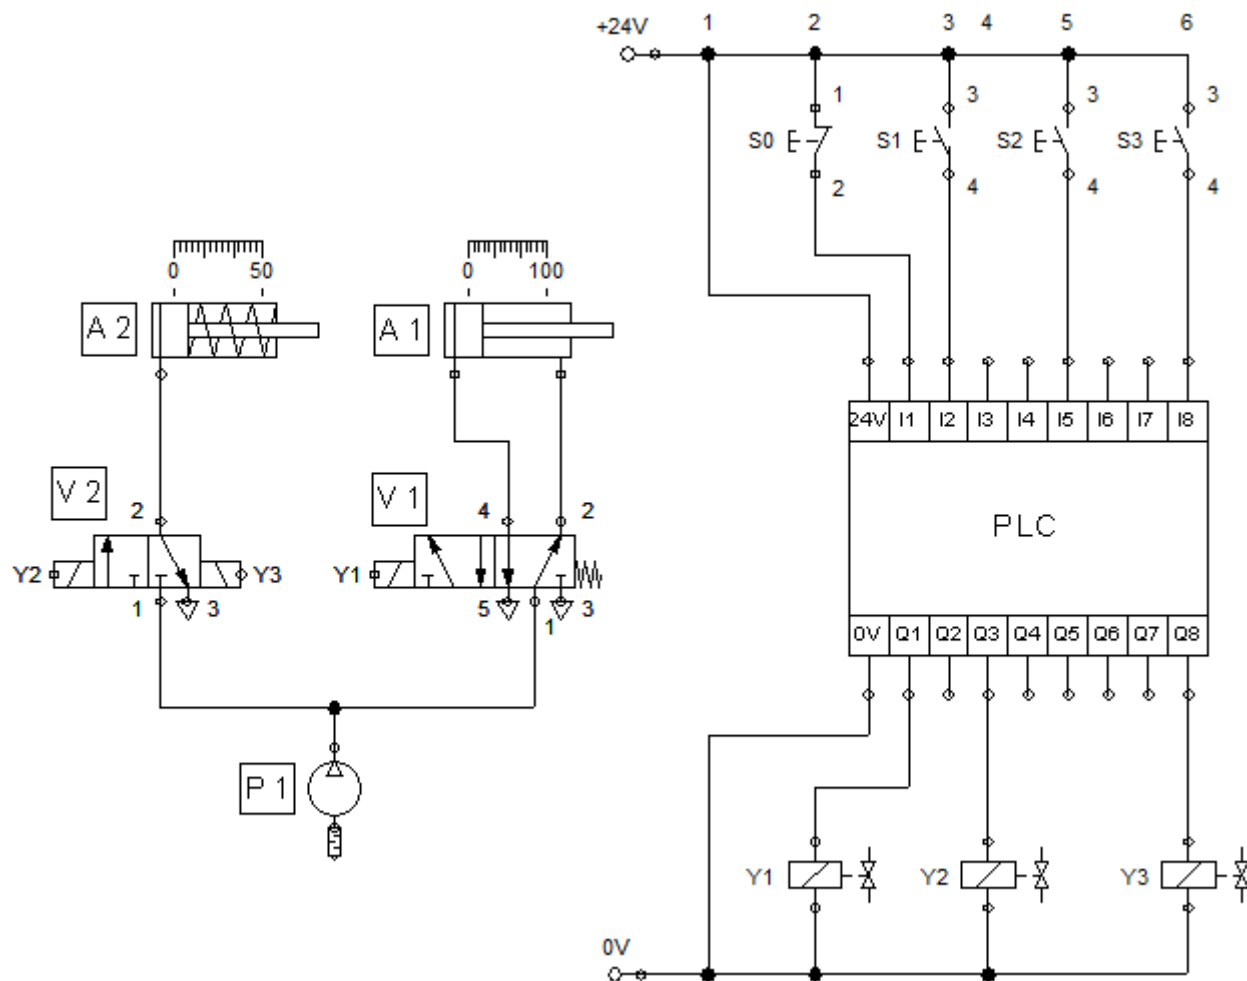 +24V 1 2 3 4 5 6
1 3 3 3
S0 S1 S2 S3
2 4 4 4
0 50 0 100
A 2 A 1
24V I1 I2 I3 I4 I5 I6 I7 I8
V 2 V 1
2 4 2
PLC
Y2 Y3 Y1
1 3 5 1 3
0V Q1 Q2 Q3 Q4 Q5 Q6 Q7 Q8
P 1
Y1 Y2 Y3
0V